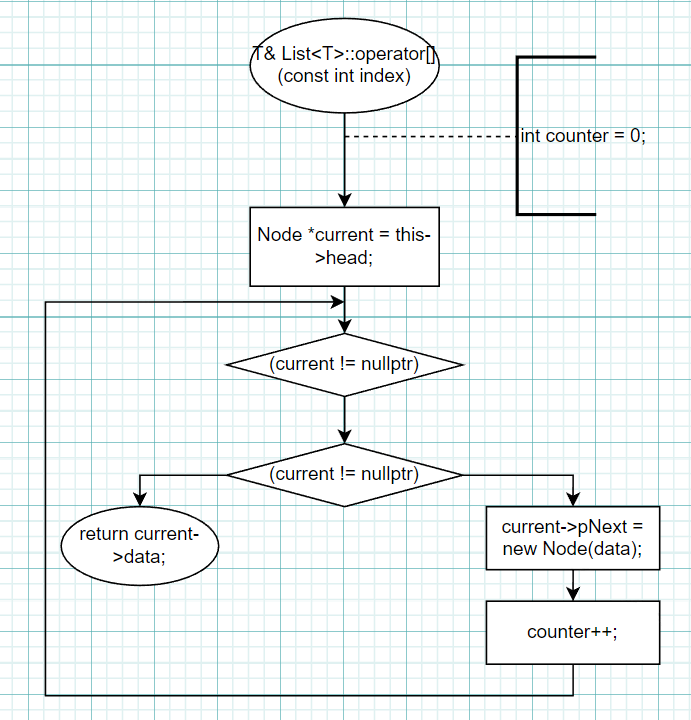 T& List<T>::operator[]
(const int index)
int counter = 0;
Node *current = this-
>head;
(current != nullptr)
(current != nullptr)
return current-
>data;
current->pNext =
new Node(data);
counter++;